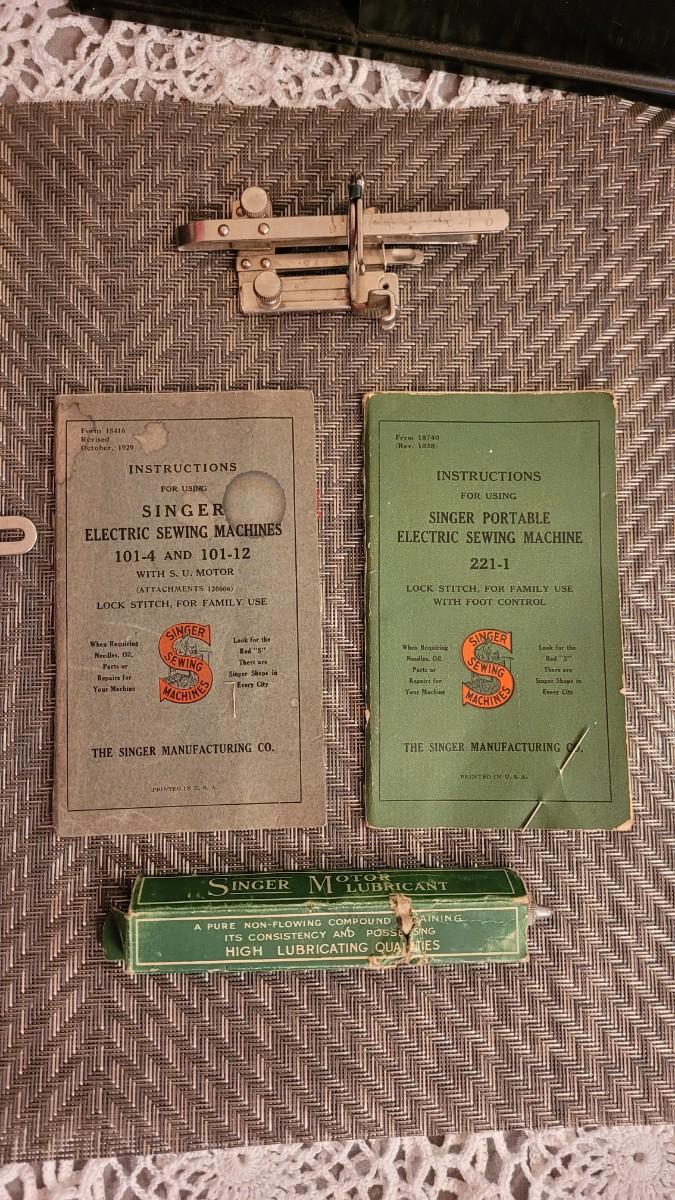 Form 18416
Revised
October, 1929
INSTRUCTIONS
FOR USING
SINGER
ELECTRIC SEWING MACHINES
101-4 AND 101-12
WITH S. U. MOTOR
(ATTACHMENTS 120606)
LOCK STITCH, FOR FAMILY USE
When Requiring
Needles, Oil,
Parts or
Repairs for
Your Machine
SINGER
SEWING
MACHINES
Look for the
Red "S"
There are
Singer Shops in
Every City
THE SINGER MANUFACTURING CO.
PRINTED IN U. S. A.
Form 18740
(Rev. 1038)
INSTRUCTIONS
FOR USING
SINGER PORTABLE
ELECTRIC SEWING MACHINE
221-1
LOCK STITCH, FOR FAMILY USE
WITH FOOT CONTROL
When Requiring
Needles, Oil,
Parts or
Repairs for
Your Machine
SINGER
SEWING
MACHINES
Look for the
Red "S"
There are
Singer Shops in
Every City
THE SINGER MANUFACTURING CO.
PRINTED IN U. S. A.
SINGER MOTOR LUBRICANT
A PURE NON-FLOWING COMPOUND AINING
ITS CONSISTENCY AND POSSESSING
HIGH LUBRICATING QUALITIES